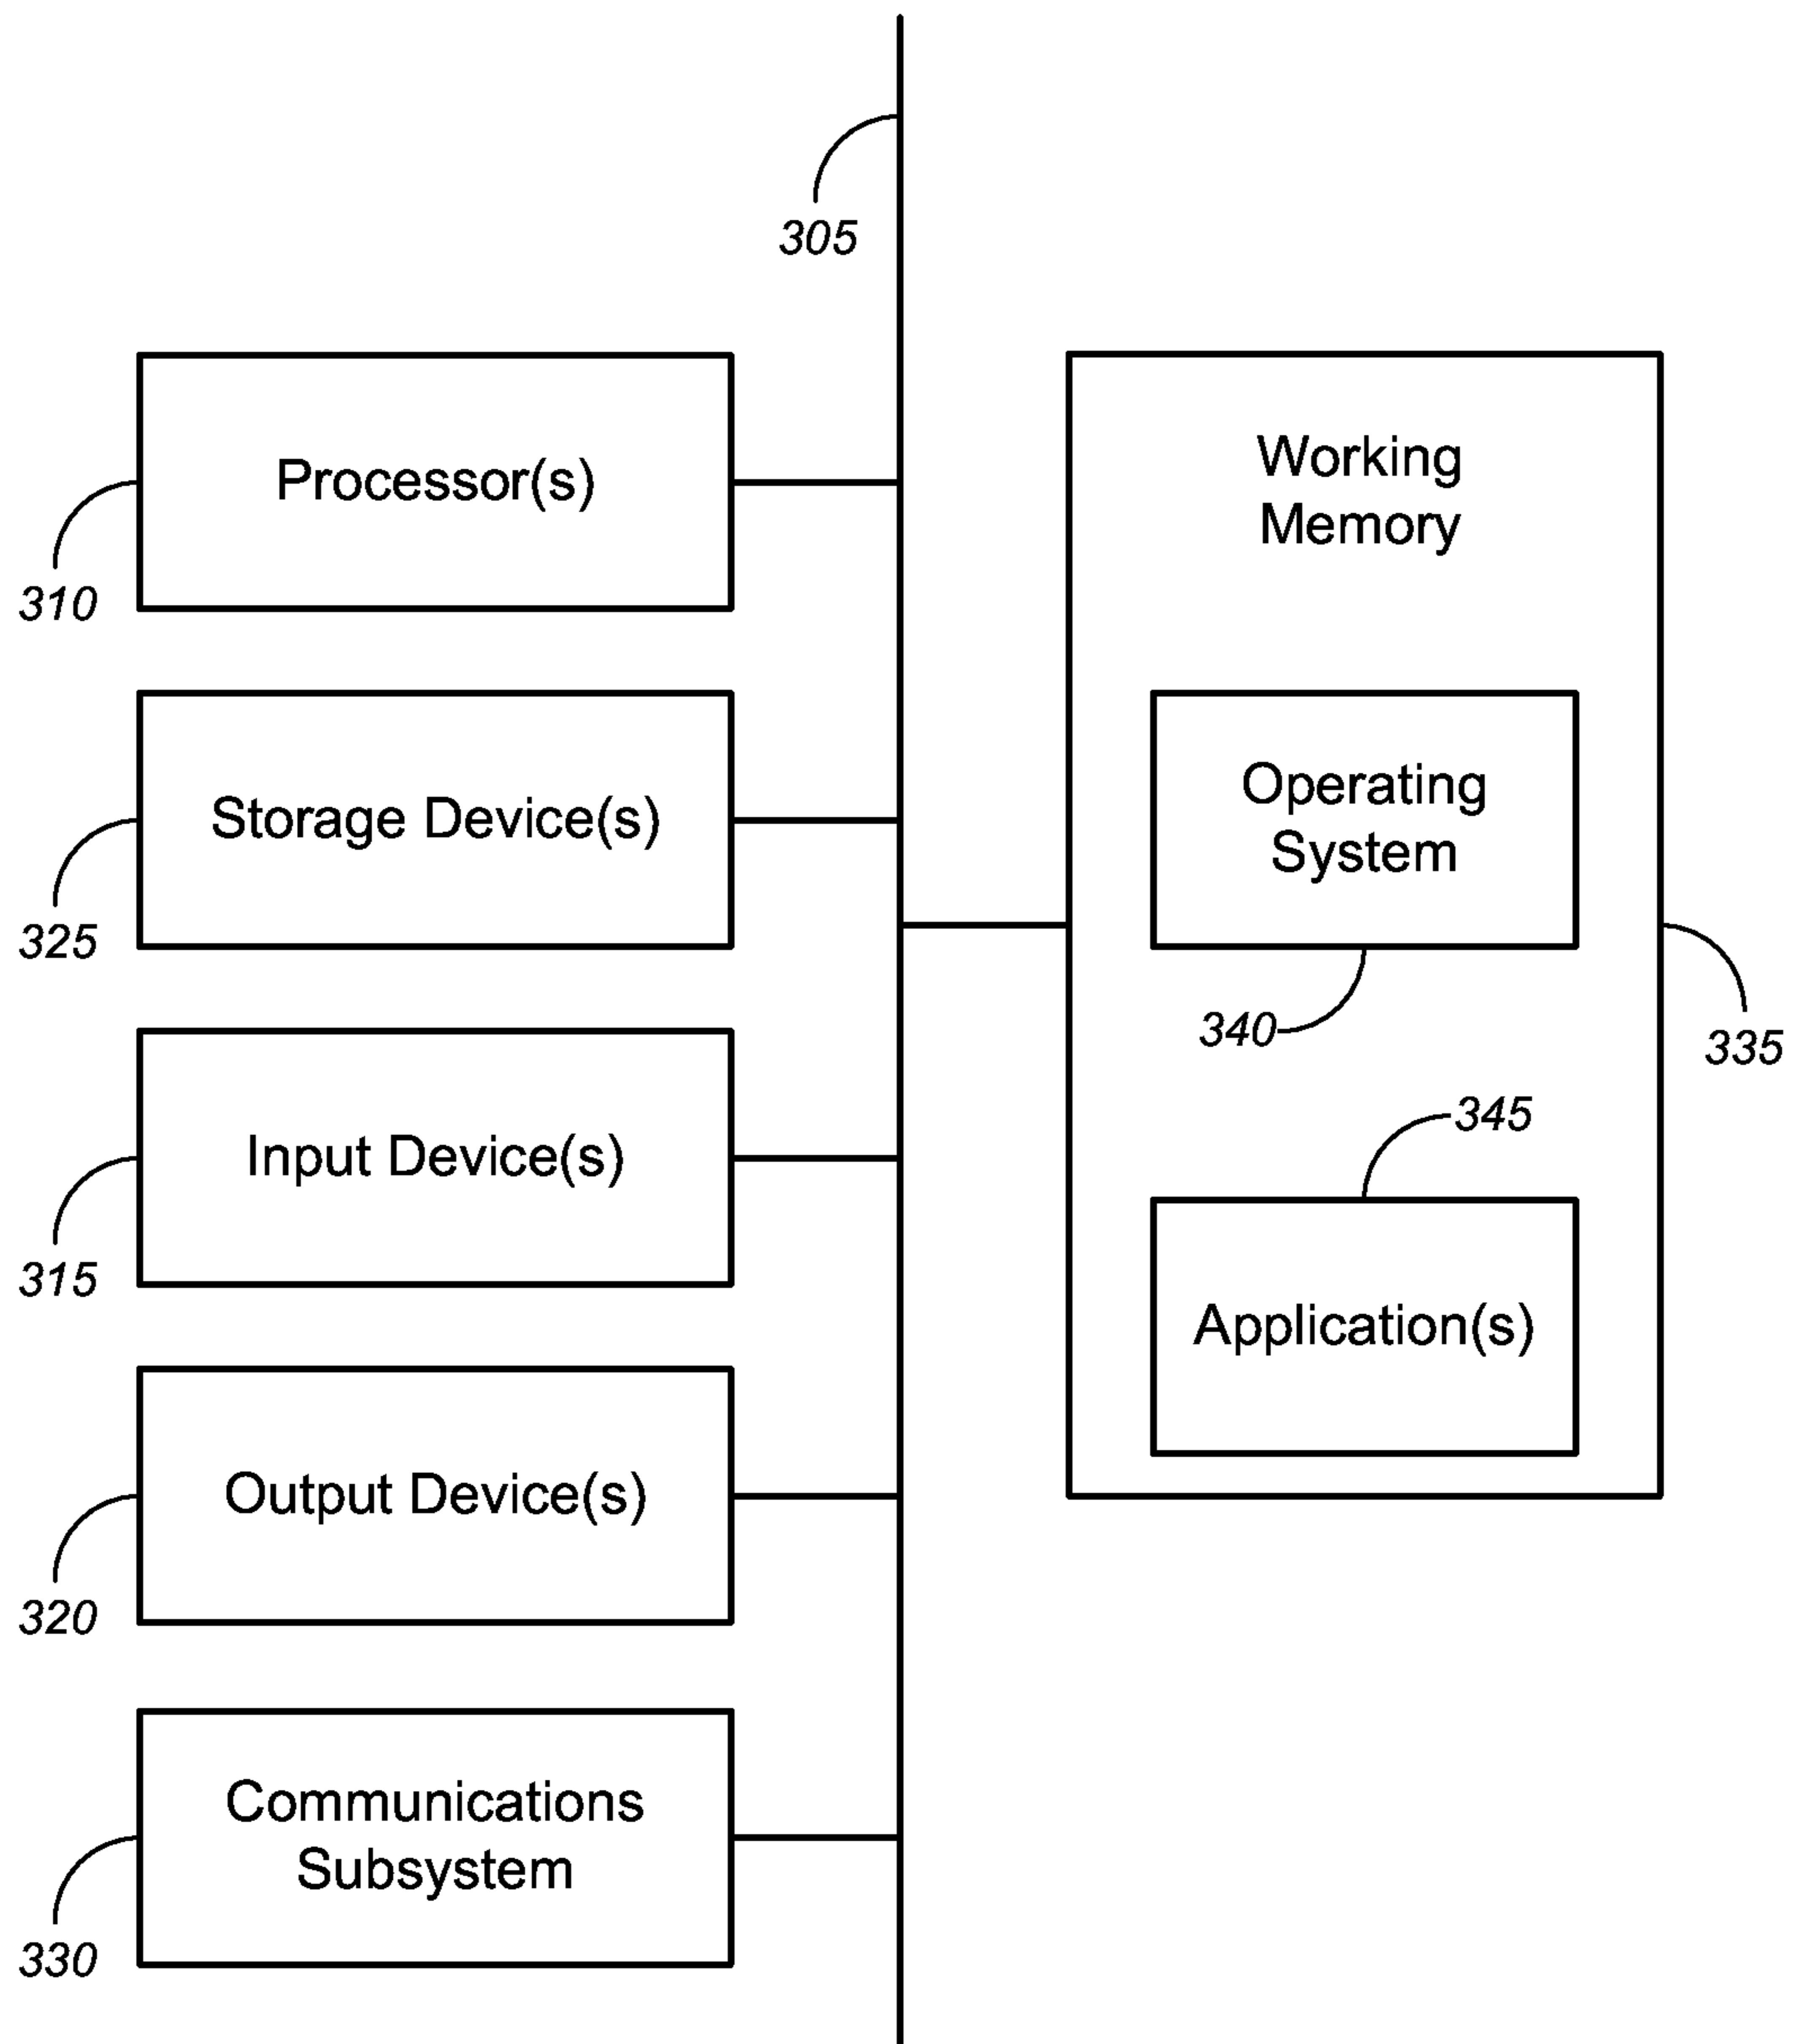 305
Processor(s)
310
Storage Device(s)
325
Input Device(s)
315
Output Device(s)
320
Communications
Subsystem
330
Working
Memory
Operating
System
340
335
345
Application(s)